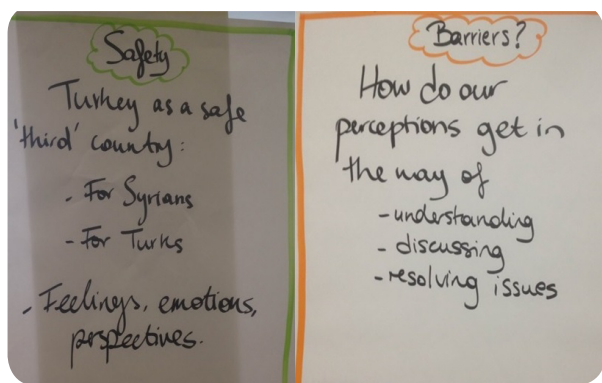 Safety
Turkey as a safe
'third' country:
- For Syrians
- For Turks
- Feelings, emotions,
perspectives.
Barriers?
How do our
perceptions get in
the way of
- understanding
- discussing
- resolving issues